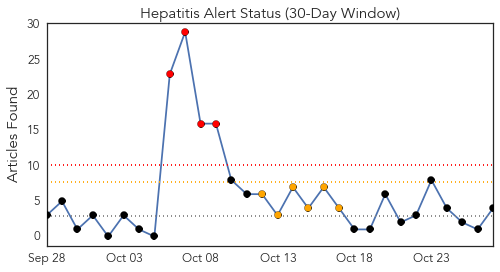 Hepatitis Alert Status (30-Day Window)
Articles Found
30
25
20
15
10
5
0
Sep 28 Oct 03 Oct 08 Oct 13 Oct 18 Oct 23